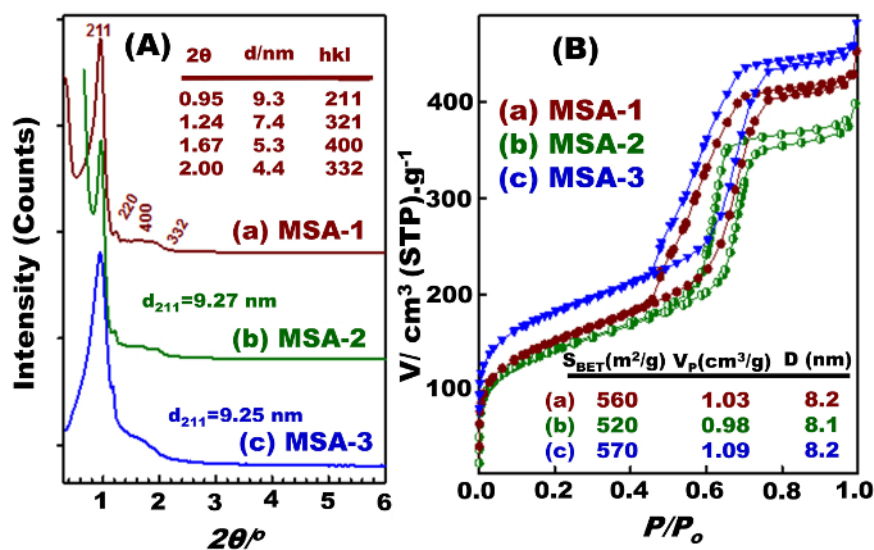 (A)
211
2θ d/nm hkl
0.95 9.3 211
1.24 7.4 321
1.67 5.3 400
2.00 4.4 332
220
400
332
(a) MSA-1
d211=9.27 nm
(b) MSA-2
d211=9.25 nm
(c) MSA-3
Intensity (Counts)
1 2 3 4 5 6
2θ/º
(B)
(a) MSA-1
(b) MSA-2
(c) MSA-3
V/ cm³ (STP).g⁻¹
400
300
200
100
SBET(m²/g) VP(cm³/g) D (nm)
(a) 560 1.03 8.2
(b) 520 0.98 8.1
(c) 570 1.09 8.2
0.0 0.2 0.4 0.6 0.8 1.0
P/Po